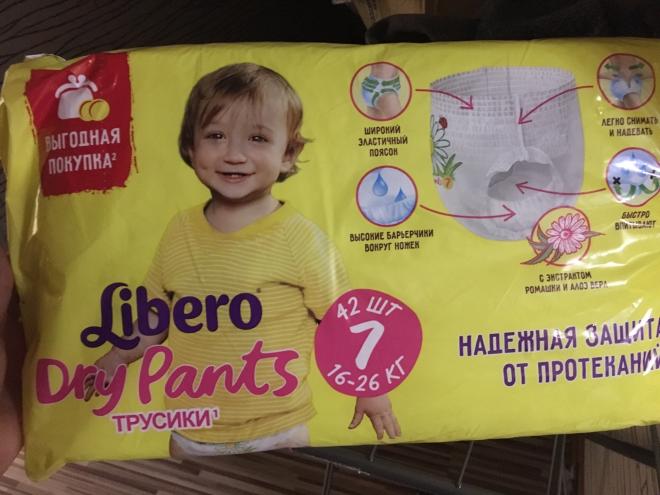 ВЫГОДНАЯ
ПОКУПКА²
ШИРОКИЙ
ЭЛАСТИЧНЫЙ
ПОЯСОК
ЛЕГКО СНИМАТЬ
И НАДЕВАТЬ
ВЫСОКИЕ БАРЬЕРЧИКИ
ВОКРУГ НОЖЕК
БЫСТРО
ВПИТЫВАЮТ
С ЭКСТРАКТОМ
РОМАШКИ И АЛОЭ ВЕРА
Libero
Dry Pants
ТРУСИКИ¹
42 ШТ
7
16-26 КГ
НАДЕЖНАЯ ЗАЩИТА
ОТ ПРОТЕКАНИЙ